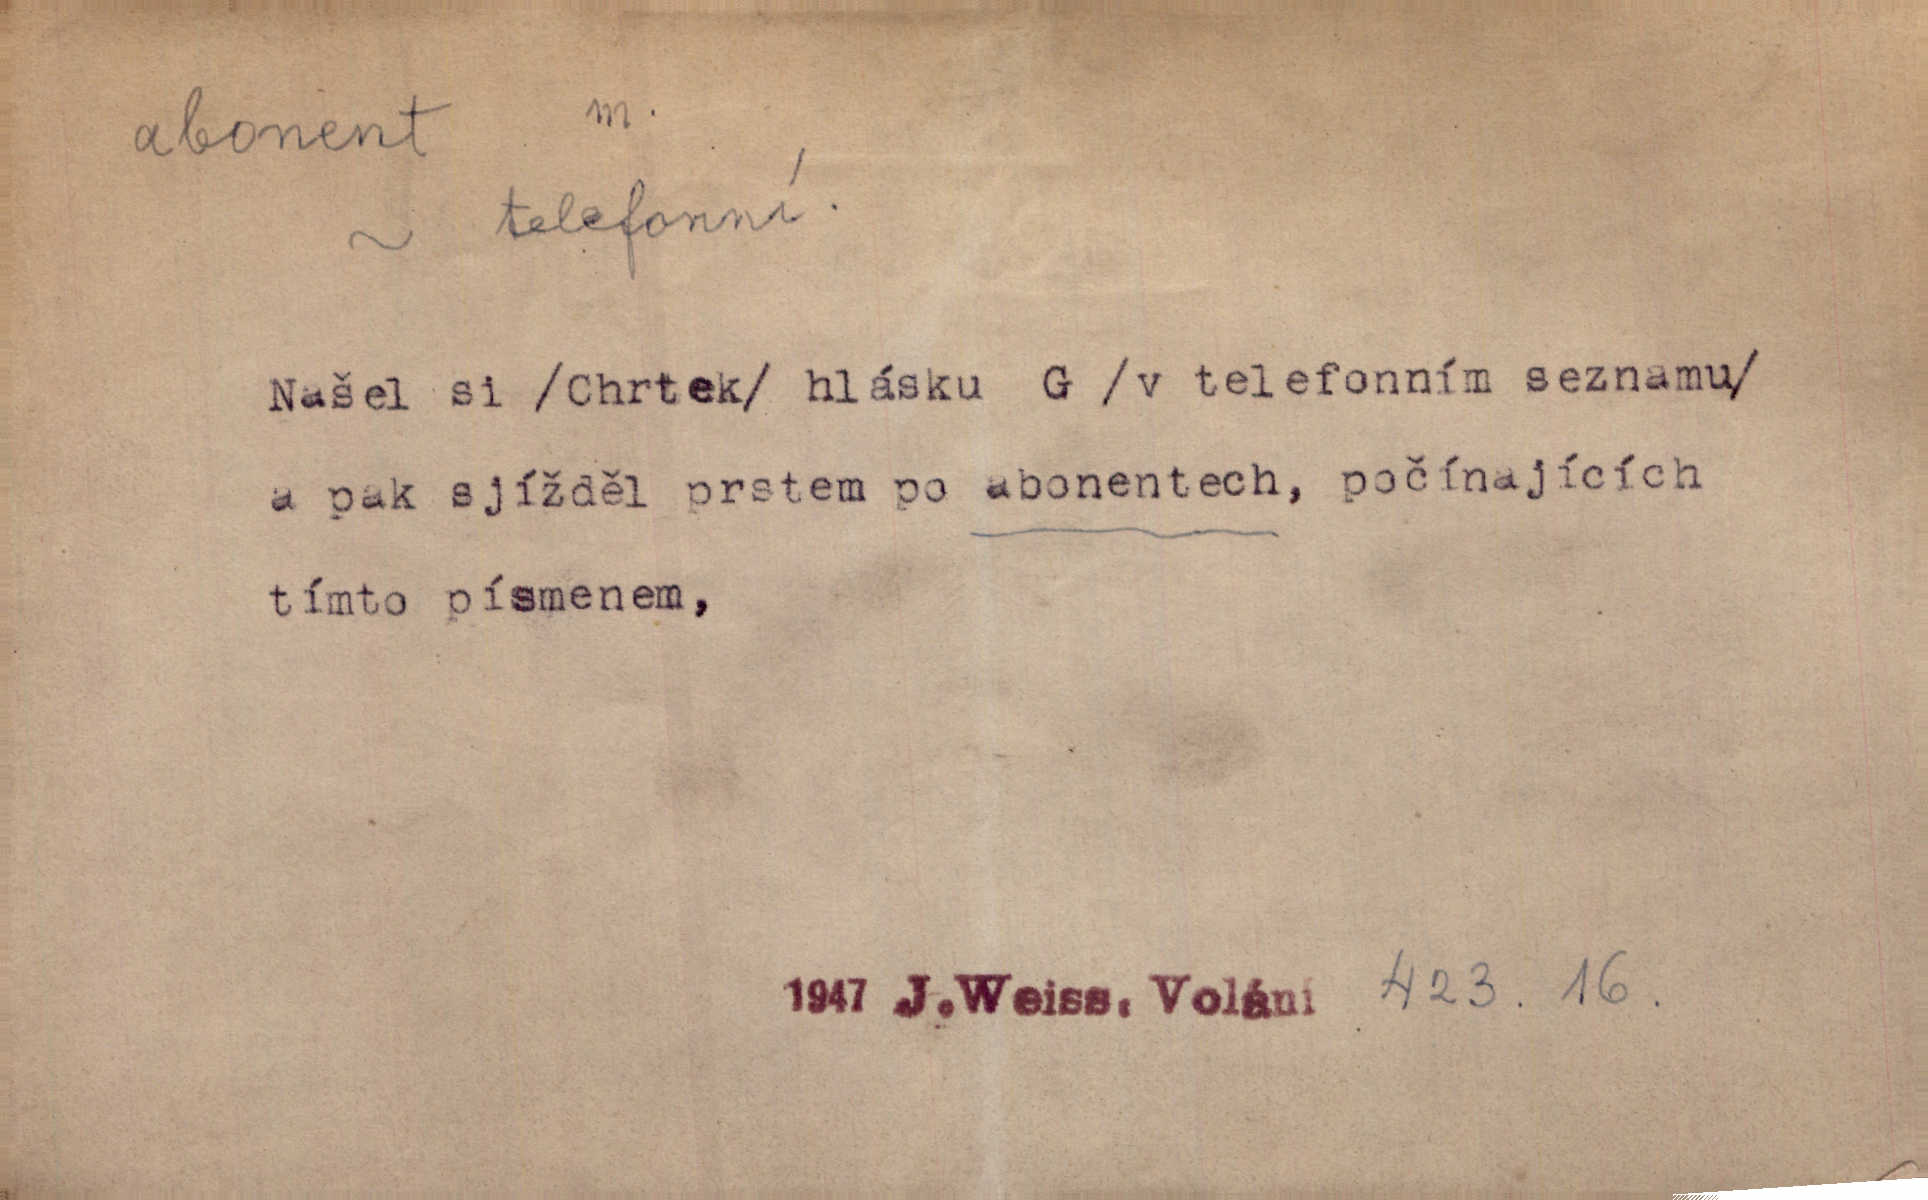 abonent m.
~ telefonní.
Našel si /Chrtek/ hlásku G /v telefonním seznamu/
a pak sjížděl prstem po abonentech, počínajících
tímto písmenem,
1947 J.Weiss. Volání 423. 16.